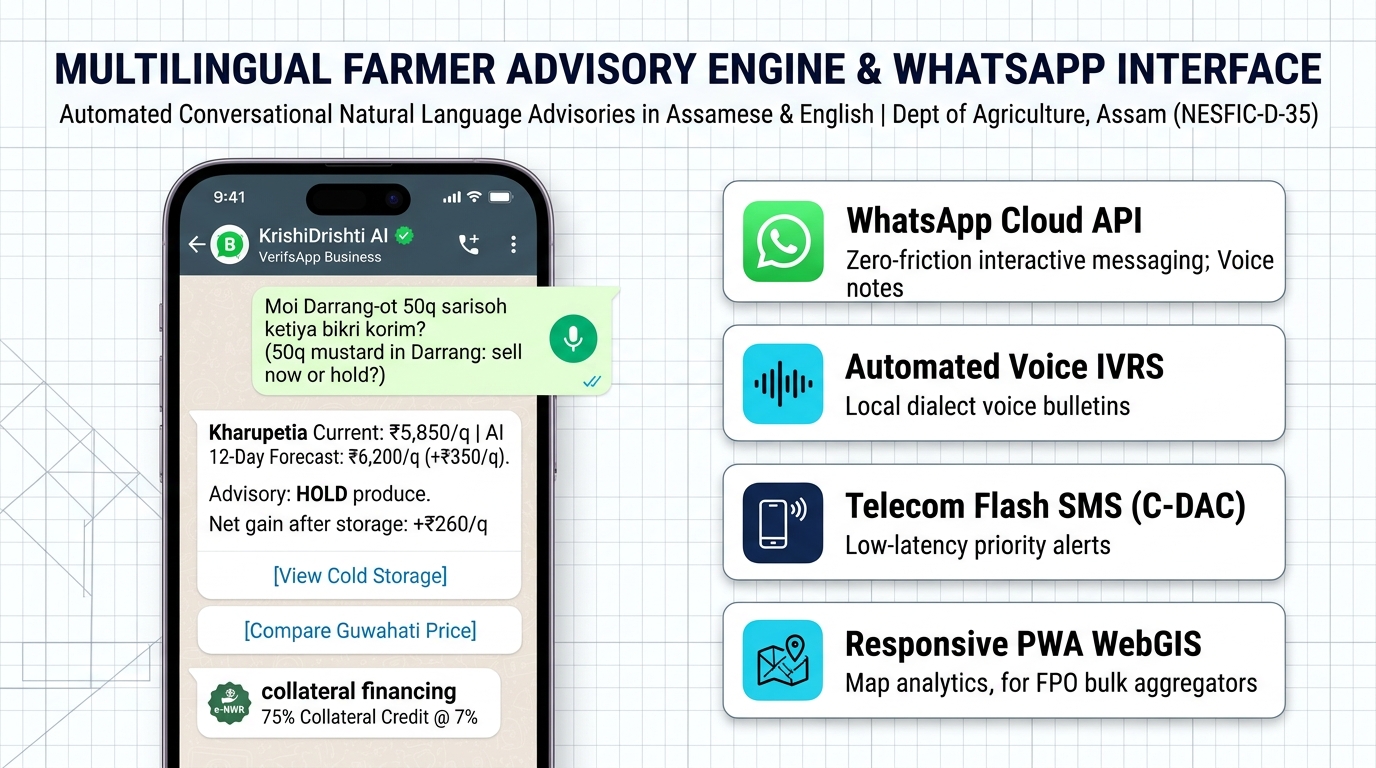 MULTILINGUAL FARMER ADVISORY ENGINE & WHATSAPP INTERFACE
Automated Conversational Natural Language Advisories in Assamese & English | Dept of Agriculture, Assam (NESFIC-D-35)
9:41
B
KrishiDrishti AI
VerifsApp Business
Moi Darrang-ot 50q sarisoh
ketiya bikri korim?
(50q mustard in Darrang: sell
now or hold?)
Kharupetia Current: ₹5,850/q | AI
12-Day Forecast: ₹6,200/q (+₹350/q).
Advisory: HOLD produce.
Net gain after storage: +₹260/q
[View Cold Storage]
[Compare Guwahati Price]
e-NWR
collateral financing
75% Collateral Credit @ 7%
WhatsApp Cloud API
Zero-friction interactive messaging; Voice
notes
Automated Voice IVRS
Local dialect voice bulletins
Telecom Flash SMS (C-DAC)
Low-latency priority alerts
Responsive PWA WebGIS
Map analytics, for FPO bulk aggregators